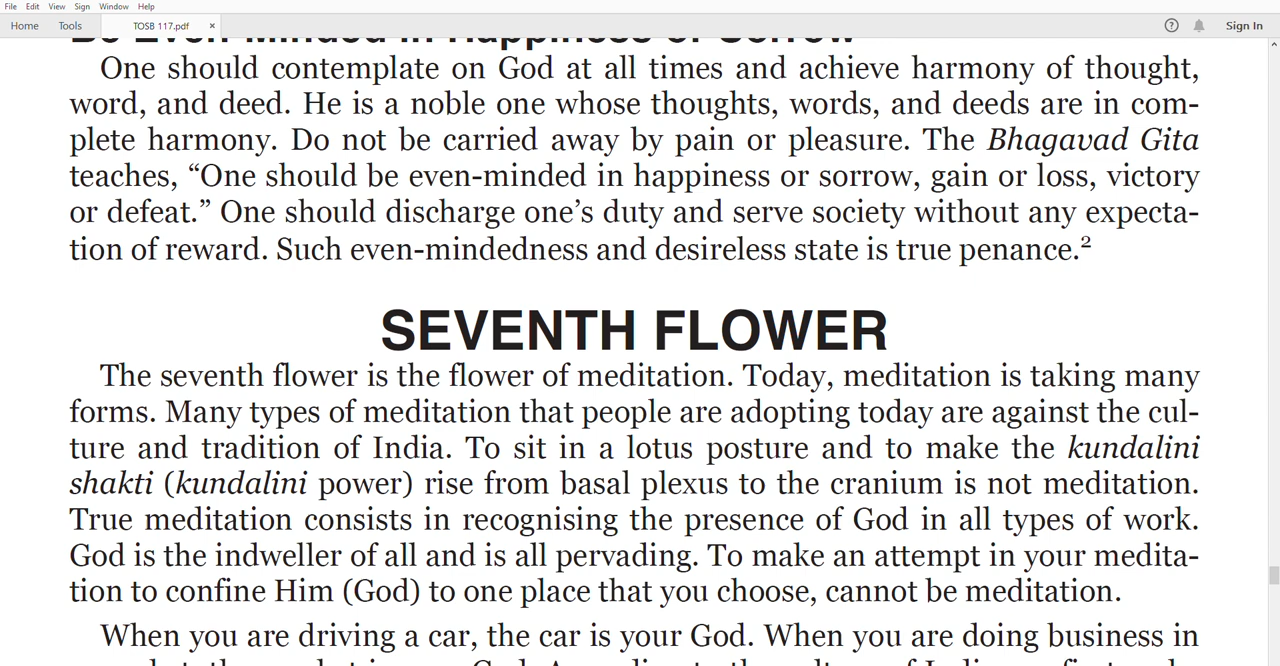 File Edit View Sign Window Help
Home Tools TOSB 117.pdf × ? Sign In
Be Even-Minded in Happiness or Sorrow
One should contemplate on God at all times and achieve harmony of thought,
word, and deed. He is a noble one whose thoughts, words, and deeds are in com-
plete harmony. Do not be carried away by pain or pleasure. The Bhagavad Gita
teaches, “One should be even-minded in happiness or sorrow, gain or loss, victory
or defeat.” One should discharge one’s duty and serve society without any expecta-
tion of reward. Such even-mindedness and desireless state is true penance.²
SEVENTH FLOWER
The seventh flower is the flower of meditation. Today, meditation is taking many
forms. Many types of meditation that people are adopting today are against the cul-
ture and tradition of India. To sit in a lotus posture and to make the kundalini
shakti (kundalini power) rise from basal plexus to the cranium is not meditation.
True meditation consists in recognising the presence of God in all types of work.
God is the indweller of all and is all pervading. To make an attempt in your medita-
tion to confine Him (God) to one place that you choose, cannot be meditation.
When you are driving a car, the car is your God. When you are doing business in